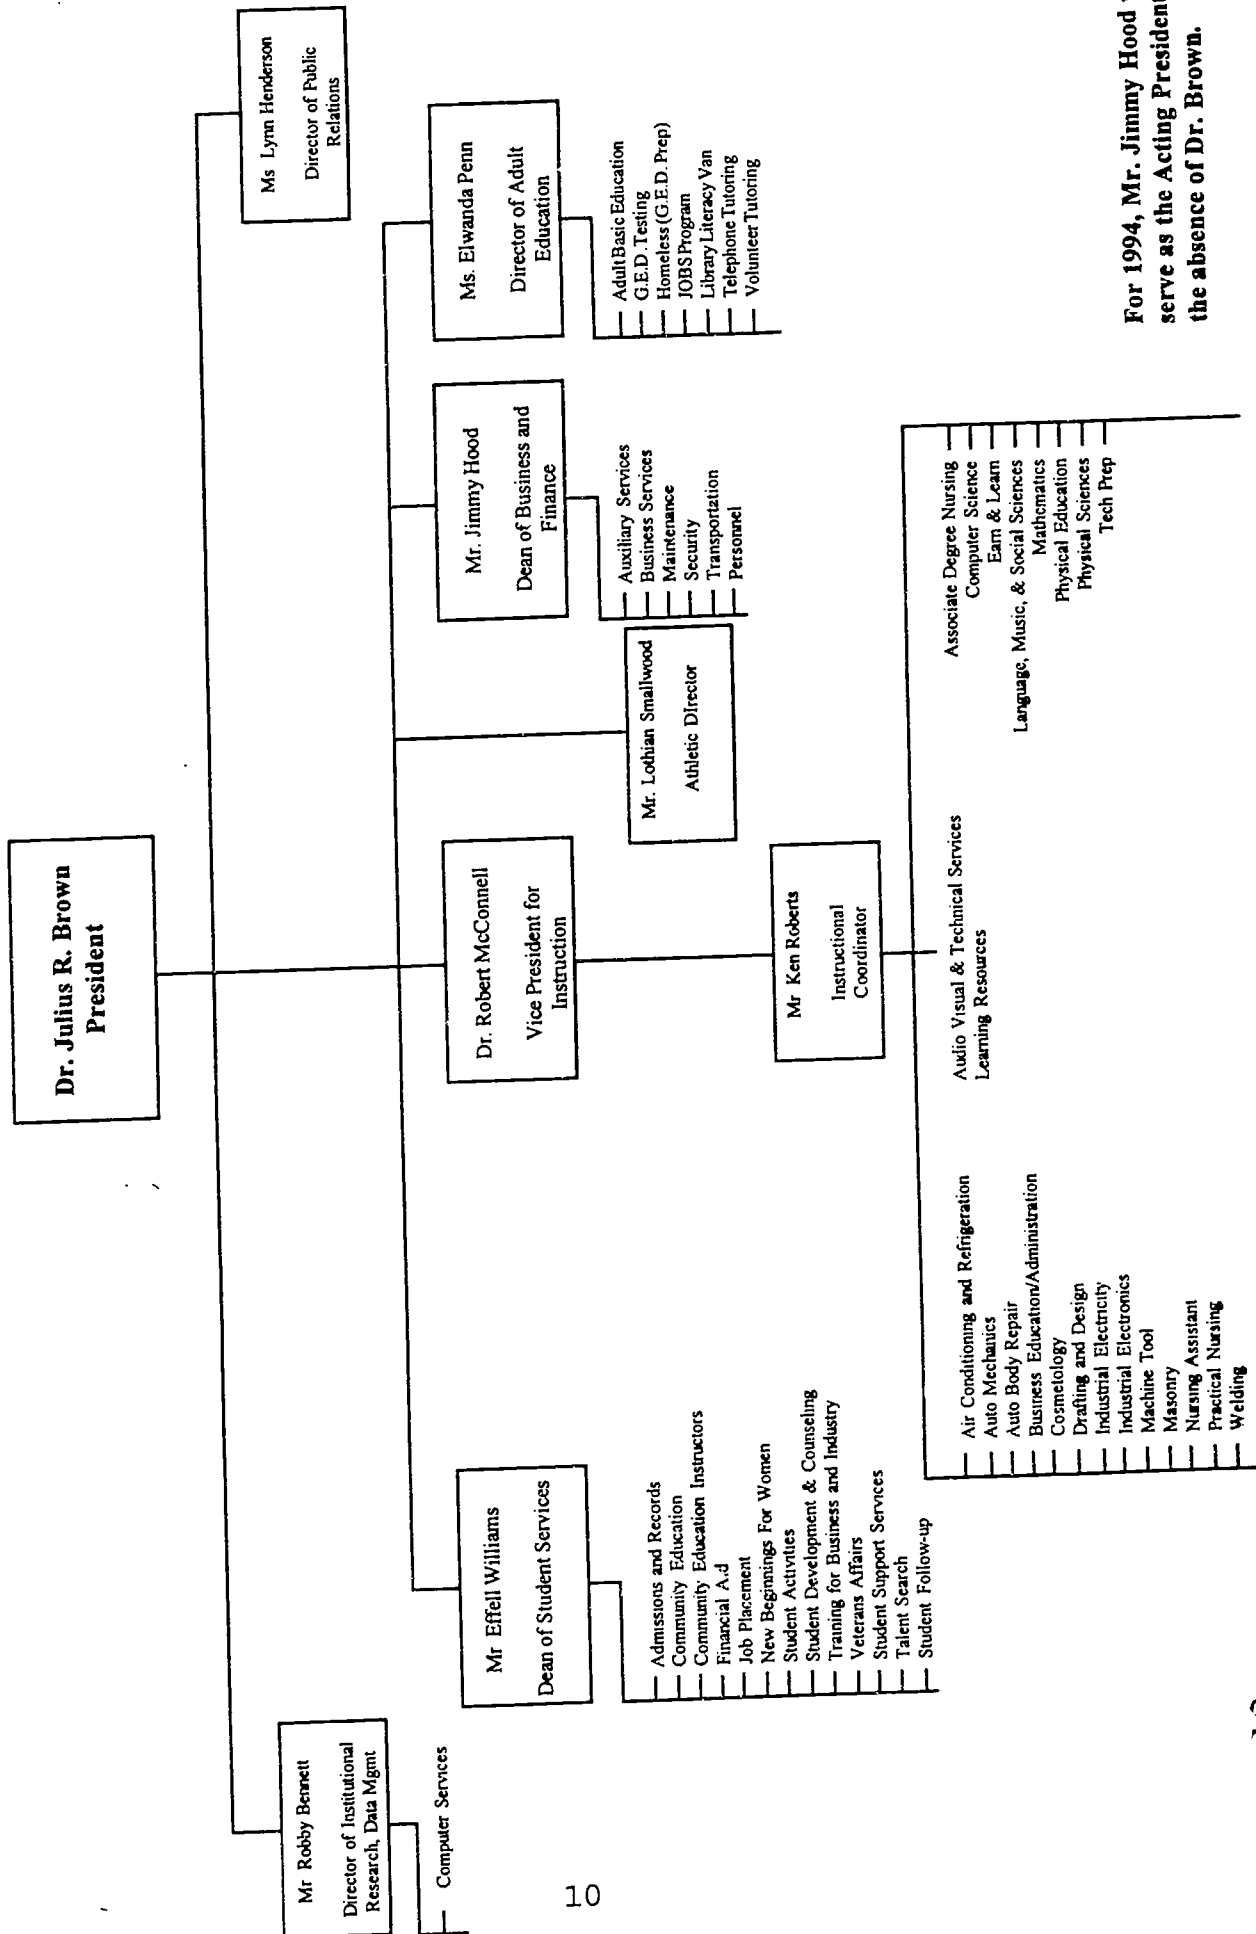 Dr. Julius R. Brown
President
Mr Robby Bennett
Director of Institutional
Research, Data Mgmt
Computer Services
Ms Lynn Henderson
Director of Public
Relations
Mr Effell Williams
Dean of Student Services
Admissions and Records
Community Education
Community Education Instructors
Financial A.d
Job Placement
New Beginnings For Women
Student Activities
Student Development & Counseling
Training for Business and Industry
Veterans Affairs
Student Support Services
Talent Search
Student Follow-up
Dr. Robert McConnell
Vice President for
Instruction
Mr. Lothian Smallwood
Athletic DIrector
Mr. Jimmy Hood
Dean of Business and
Finance
Auxiliary Services
Business Services
Maintenance
Security
Transportation
Personnel
Ms. Elwanda Penn
Director of Adult
Education
Adult Basic Education
G.E.D. Testing
Homeless (G.E.D. Prep)
JOBS Program
Library Literacy Van
Telephone Tutoring
Volunteer Tutoring
Mr Ken Roberts
Instructional
Coordinator
Air Conditioning and Refrigeration
Auto Mechanics
Auto Body Repair
Business Education/Administration
Cosmetology
Drafting and Design
Industrial Electricity
Industrial Electronics
Machine Tool
Masonry
Nursing Assistant
Practical Nursing
Welding
Audio Visual & Technical Services
Learning Resources
Associate Degree Nursing
Computer Science
Earn & Learn
Language, Music, & Social Sciences
Mathematics
Physical Education
Physical Sciences
Tech Prep
For 1994, Mr. Jimmy Hood
serve as the Acting President
the absence of Dr. Brown.
10